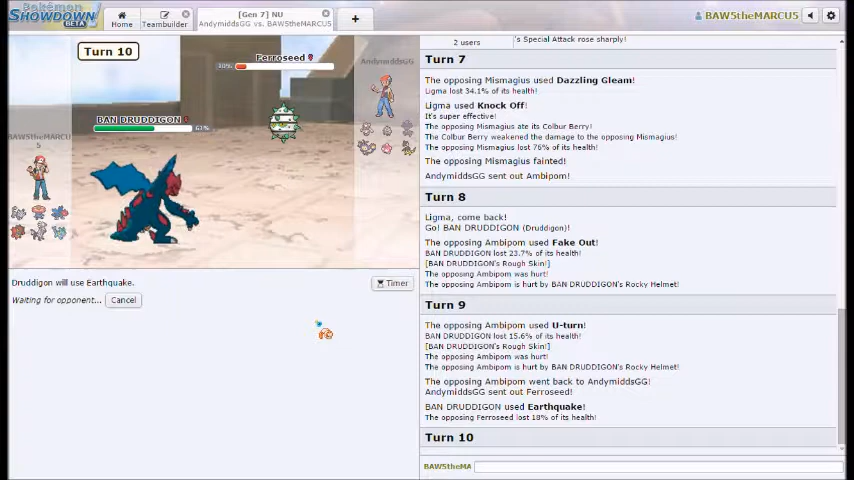 Pokémon
SHOWDOWN
BETA
Home
Teambuilder
[Gen 7] NU
AndymiddsGG vs. BAW5theMARCUS
BAW5theMARCUS5
Turn 10
Ferroseed
30%
AndymiddsGG
BAN DRUDDIGON
61%
BAW5theMARCU
5
Druddigon will use Earthquake.
Waiting for opponent...
Cancel
Timer
2 users
's Special Attack rose sharply!
Turn 7
The opposing Mismagius used Dazzling Gleam!
Ligma lost 34.1% of its health!
Ligma used Knock Off!
It's super effective!
The opposing Mismagius ate its Colbur Berry!
The Colbur Berry weakened the damage to the opposing Mismagius!
The opposing Mismagius lost 76% of its health!
The opposing Mismagius fainted!
AndymiddsGG sent out Ambipom!
Turn 8
Ligma, come back!
Go! BAN DRUDDIGON (Druddigon)!
The opposing Ambipom used Fake Out!
BAN DRUDDIGON lost 23.7% of its health!
[BAN DRUDDIGON's Rough Skin!]
The opposing Ambipom was hurt!
The opposing Ambipom is hurt by BAN DRUDDIGON's Rocky Helmet!
Turn 9
The opposing Ambipom used U-turn!
BAN DRUDDIGON lost 15.6% of its health!
[BAN DRUDDIGON's Rough Skin!]
The opposing Ambipom was hurt!
The opposing Ambipom is hurt by BAN DRUDDIGON's Rocky Helmet!
The opposing Ambipom went back to AndymiddsGG!
AndymiddsGG sent out Ferroseed!
BAN DRUDDIGON used Earthquake!
The opposing Ferroseed lost 18% of its health!
Turn 10
BAW5theMA